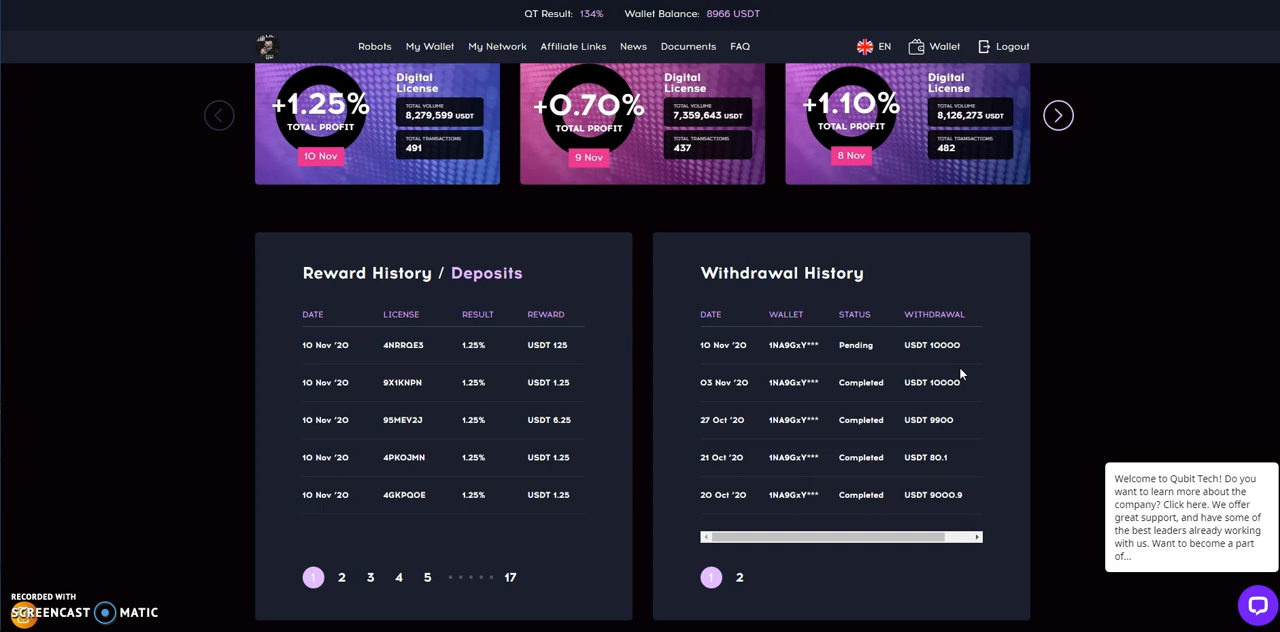 QT Result: 134% Wallet Balance: 8966 USDT
Robots My Wallet My Network Affiliate Links News Documents FAQ EN Wallet Logout
+1.25%
TOTAL PROFIT
10 Nov
Digital
License
TOTAL VOLUME
8,279,599 USDT
TOTAL TRANSACTIONS
491
+0.70%
TOTAL PROFIT
9 Nov
Digital
License
TOTAL VOLUME
7,359,643 USDT
TOTAL TRANSACTIONS
437
+1.10%
TOTAL PROFIT
8 Nov
Digital
License
TOTAL VOLUME
8,126,273 USDT
TOTAL TRANSACTIONS
482
Reward History / Deposits
DATE LICENSE RESULT REWARD
10 Nov '20 4NRRQE3 1.25% USDT 125
10 Nov '20 9X1KNPN 1.25% USDT 1.25
10 Nov '20 95MEV2J 1.25% USDT 6.25
10 Nov '20 4PKOJMN 1.25% USDT 1.25
10 Nov '20 4GKPQOE 1.25% USDT 1.25
1 2 3 4 5 ..... 17
Withdrawal History
DATE WALLET STATUS WITHDRAWAL
10 Nov '20 1NA9GxY*** Pending USDT 10000
03 Nov '20 1NA9GxY*** Completed USDT 10000
27 Oct '20 1NA9GxY*** Completed USDT 9900
21 Oct '20 1NA9GxY*** Completed USDT 80.1
20 Oct '20 1NA9GxY*** Completed USDT 9000.9
1 2
Welcome to Qubit Tech! Do you
want to learn more about the
company? Click here. We offer
great support, and have some of
the best leaders already working
with us. Want to become a part
of...
RECORDED WITH
SCREENCAST MATIC